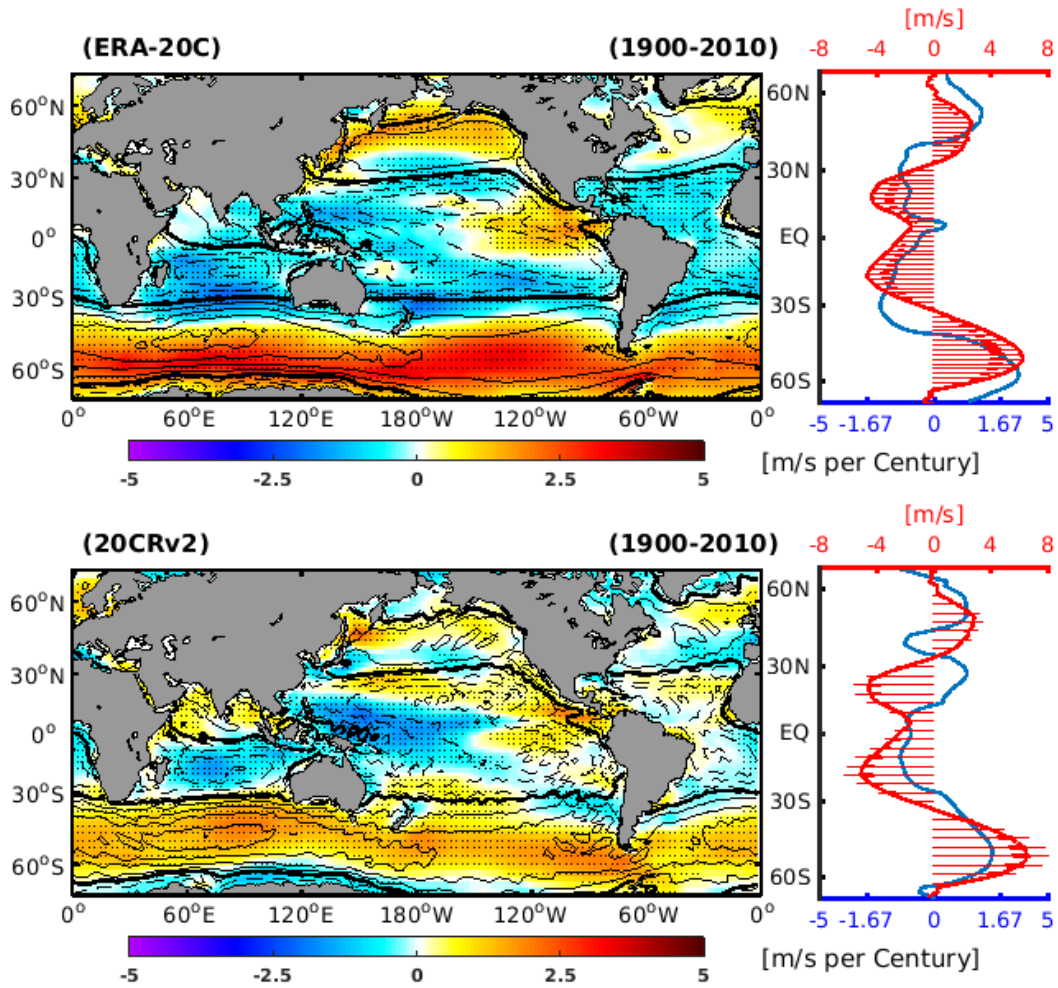 [m/s]
-8 -4 0 4 8
(ERA-20C) (1900-2010)
60°N
30°N
0°
30°S
60°S
0° 60°E 120°E 180°W 120°W 60°W 0°
60N
30N
EQ
30S
60S
-5 -1.67 0 1.67 5
[m/s per Century]
-5 -2.5 0 2.5 5
[m/s]
-8 -4 0 4 8
(20CRv2) (1900-2010)
60°N
30°N
0°
30°S
60°S
0° 60°E 120°E 180°W 120°W 60°W 0°
60N
30N
EQ
30S
60S
-5 -1.67 0 1.67 5
[m/s per Century]
-5 -2.5 0 2.5 5